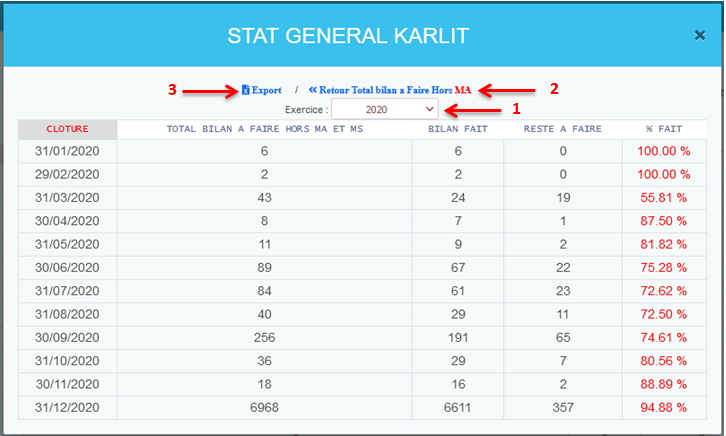 STAT GENERAL KARLIT ×
3 Export / « Retour Total bilan a Faire Hors MA 2
Exercice : 2020 1
CLOTURE TOTAL BILAN A FAIRE HORS MA ET MS BILAN FAIT RESTE A FAIRE % FAIT
31/01/2020 6 6 0 100.00 %
29/02/2020 2 2 0 100.00 %
31/03/2020 43 24 19 55.81 %
30/04/2020 8 7 1 87.50 %
31/05/2020 11 9 2 81.82 %
30/06/2020 89 67 22 75.28 %
31/07/2020 84 61 23 72.62 %
31/08/2020 40 29 11 72.50 %
30/09/2020 256 191 65 74.61 %
31/10/2020 36 29 7 80.56 %
30/11/2020 18 16 2 88.89 %
31/12/2020 6968 6611 357 94.88 %